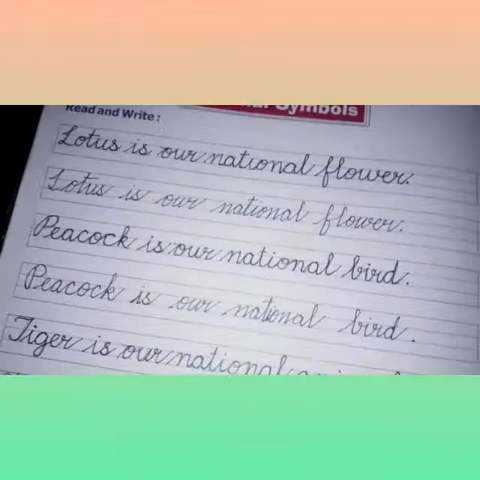 Symbols
Read and Write :
Lotus is our national flower.
Lotus is our national flower.
Peacock is our national bird.
Peacock is our national bird.
Tiger is our national